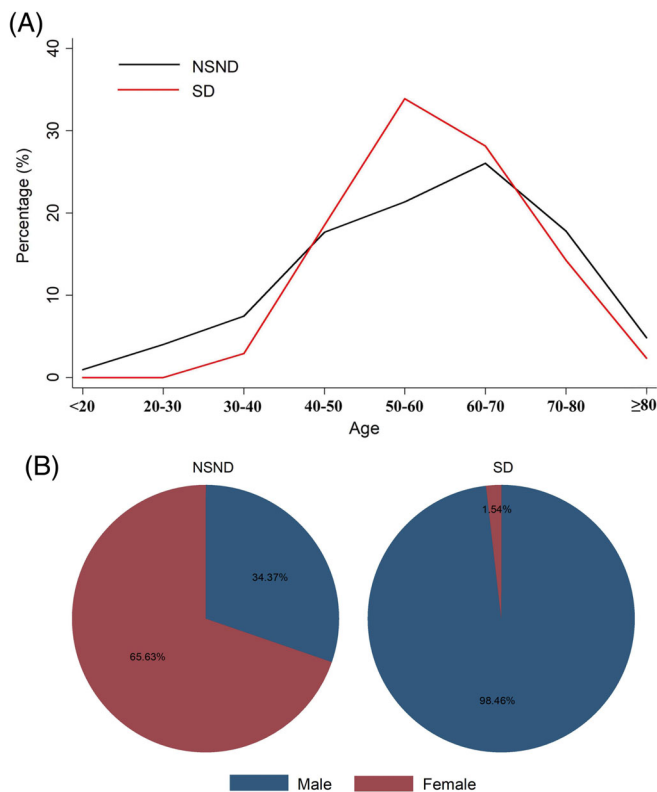 (A)
NSND
SD
Percentage (%)
40
30
20
10
0
<20 20-30 30-40 40-50 50-60 60-70 70-80 ≥80
Age
(B)
NSND SD
1.54%
34.37%
65.63%
98.46%
Male Female